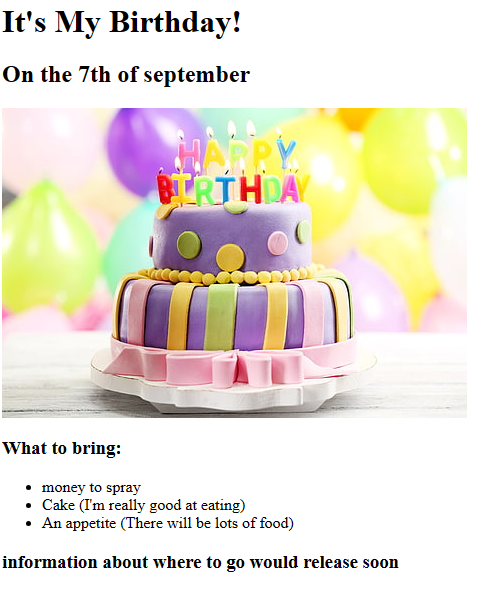 It's My Birthday!
On the 7th of september
HAPPY
BIRTHDAY
What to bring:
money to spray
Cake (I'm really good at eating)
An appetite (There will be lots of food)
information about where to go would release soon